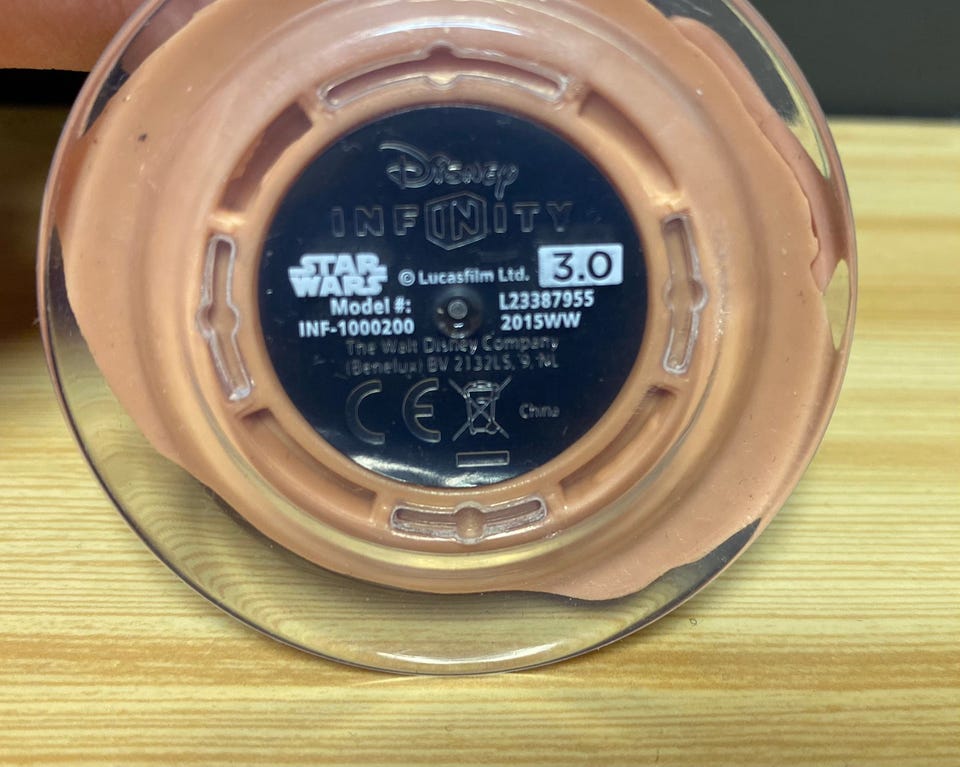 Disney
INFINITY
STAR WARS © Lucasfilm Ltd. 3.0
Model #: L23387955
INF-1000200 2015WW
The Walt Disney Company
(Benelux) BV 2132LS, 9, NL
CE China